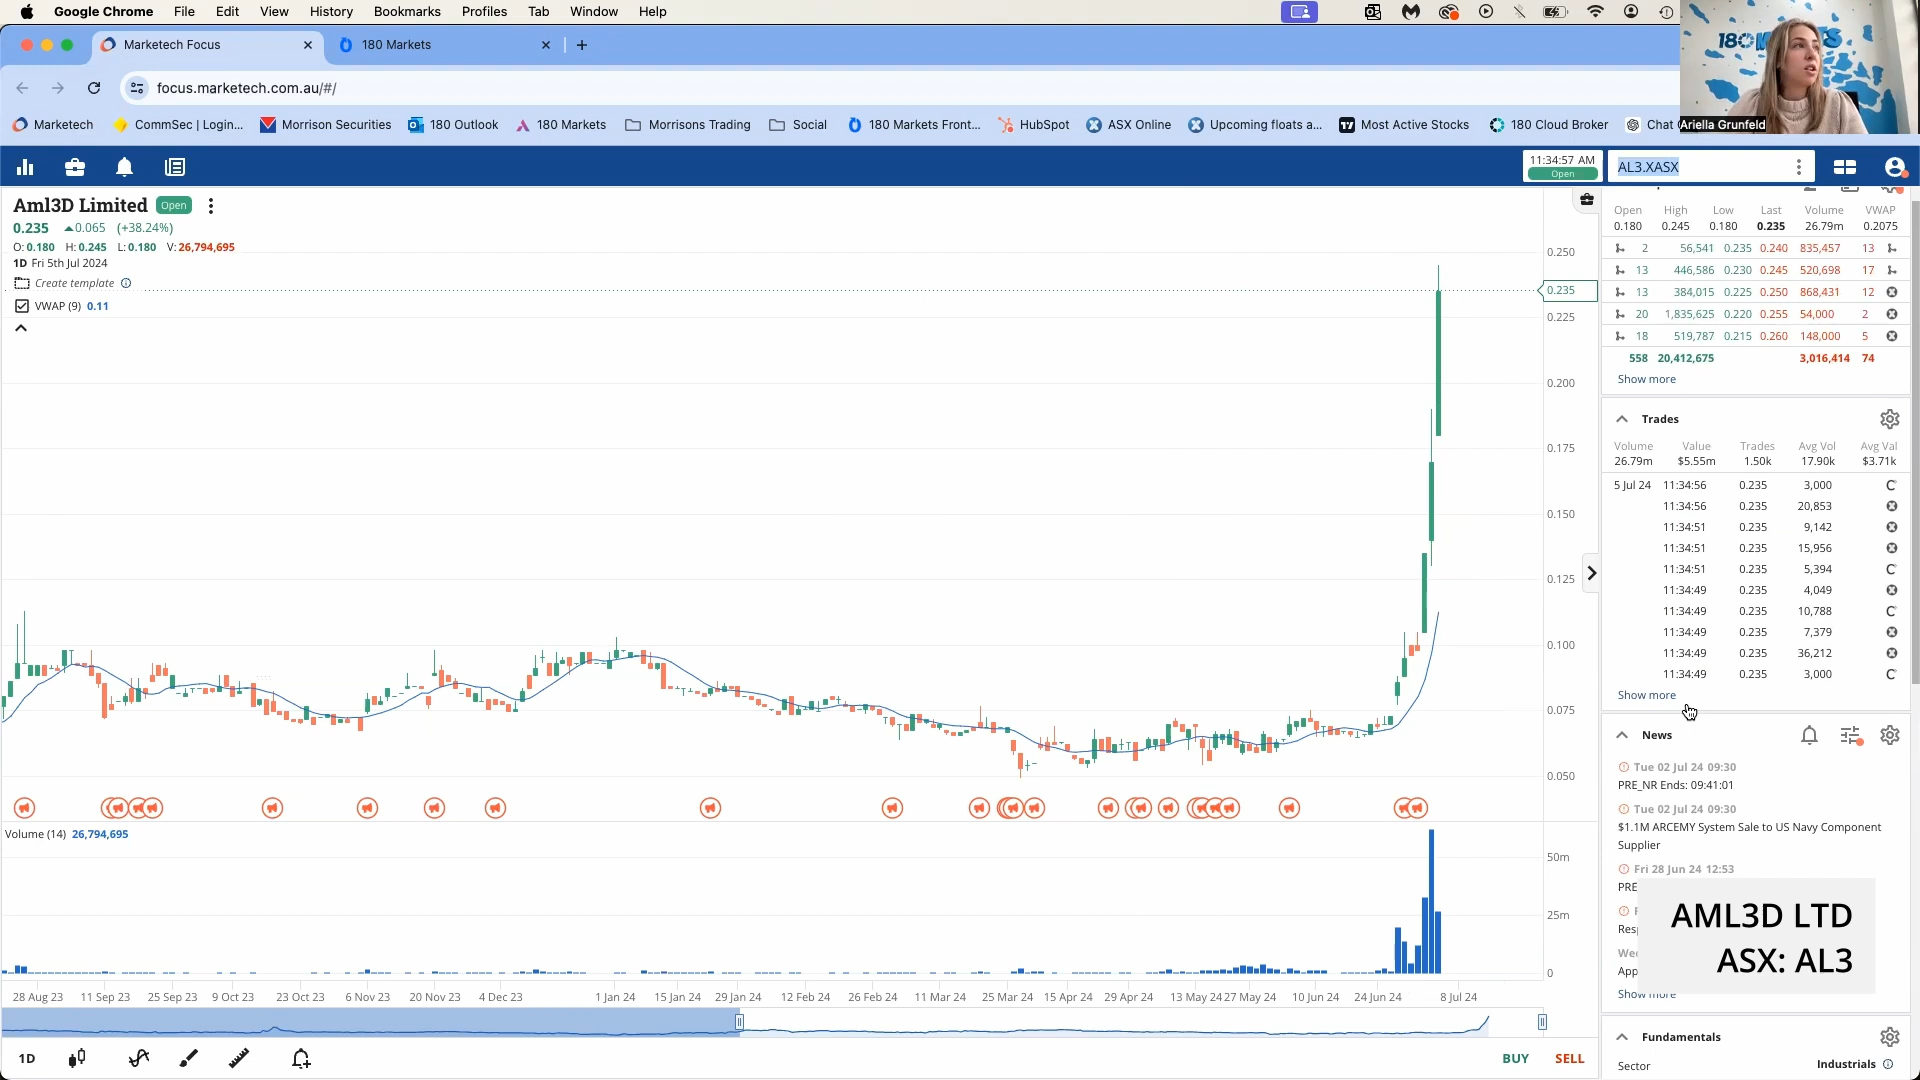 Google Chrome File Edit View History Bookmarks Profiles Tab Window Help
Marketech Focus
180 Markets
focus.marketech.com.au/#/
Marketech
CommSec | Login...
Morrison Securities
180 Outlook
180 Markets
Morrisons Trading
Social
180 Markets Front...
HubSpot
ASX Online
Upcoming floats a...
Most Active Stocks
180 Cloud Broker
Chat
180 MARKETS
Ariella Grunfeld
11:34:57 AM
Open
AL3.XASX
Aml3D Limited Open
0.235 0.065 (+38.24%)
O: 0.180 H: 0.245 L: 0.180 V: 26,794,695
1D Fri 5th Jul 2024
Create template
VWAP (9) 0.11
0.250
0.235
0.225
0.200
0.175
0.150
0.125
0.100
0.075
0.050
Volume (14) 26,794,695
50m
25m
0
28 Aug 23 11 Sep 23 25 Sep 23 9 Oct 23 23 Oct 23 6 Nov 23 20 Nov 23 4 Dec 23 1 Jan 24 15 Jan 24 29 Jan 24 12 Feb 24 26 Feb 24 11 Mar 24 25 Mar 24 15 Apr 24 29 Apr 24 13 May 24 27 May 24 10 Jun 24 24 Jun 24 8 Jul 24
1D
BUY SELL
Open High Low Last Volume VWAP
0.180 0.245 0.180 0.235 26.79m 0.2075
2 56,541 0.235 0.240 835,457 13
13 446,586 0.230 0.245 520,698 17
13 384,015 0.225 0.250 868,431 12
20 1,835,625 0.220 0.255 54,000 2
18 519,787 0.215 0.260 148,000 5
558 20,412,675 3,016,414 74
Show more
Trades
Volume Value Trades Avg Vol Avg Val
26.79m $5.55m 1.50k 17.90k $3.71k
5 Jul 24 11:34:56 0.235 3,000
11:34:56 0.235 20,853
11:34:51 0.235 9,142
11:34:51 0.235 15,956
11:34:51 0.235 5,394
11:34:49 0.235 4,049
11:34:49 0.235 10,788
11:34:49 0.235 7,379
11:34:49 0.235 36,212
11:34:49 0.235 3,000
Show more
News
Tue 02 Jul 24 09:30
PRE_NR Ends: 09:41:01
Tue 02 Jul 24 09:30
$1.1M ARCEMY System Sale to US Navy Component
Supplier
Fri 28 Jun 24 12:53
PRE
F
Res
We
App
Show more
AML3D LTD
ASX: AL3
Fundamentals
Sector Industrials